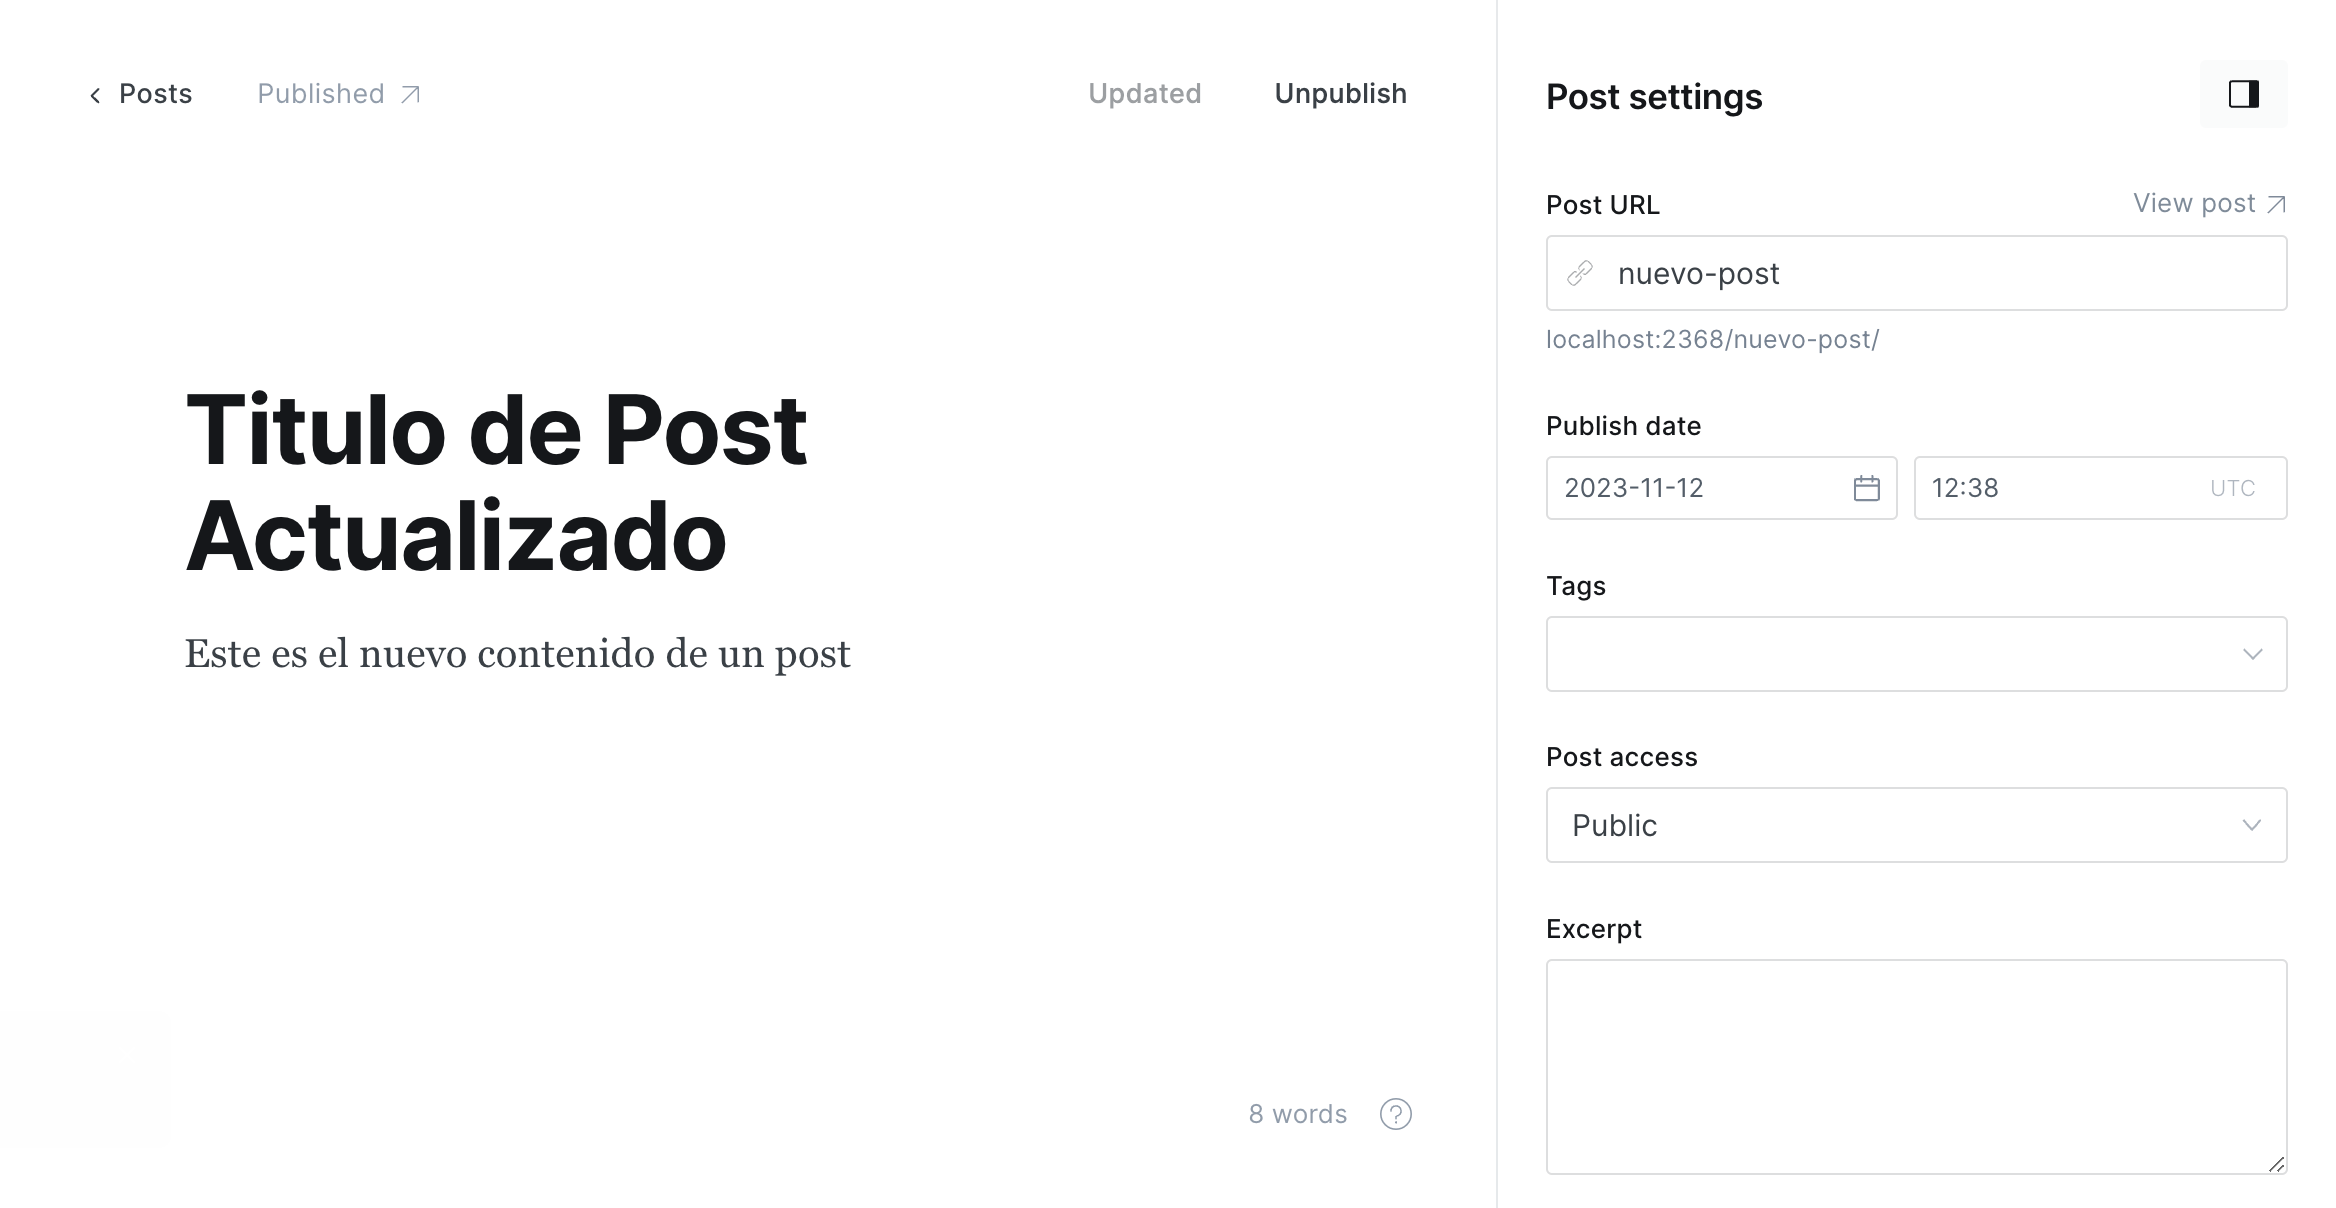 Posts
Published
Updated
Unpublish
Titulo de Post
Actualizado
Este es el nuevo contenido de un post
8 words
?
Post settings
Post URL
View post
nuevo-post
localhost:2368/nuevo-post/
Publish date
2023-11-12
12:38
UTC
Tags
Post access
Public
Excerpt